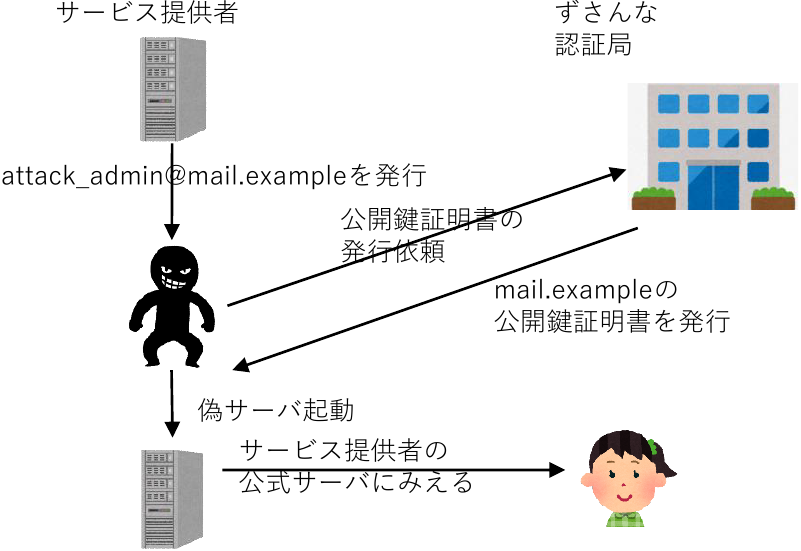 サービス提供者
ずさんな
認証局
attack_admin@mail.exampleを発行
公開鍵証明書の
発行依頼
mail.exampleの
公開鍵証明書を発行
偽サーバ起動
サービス提供者の
公式サーバにみえる